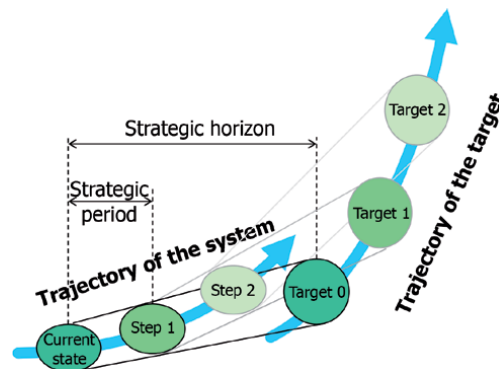 Target 2
Strategic horizon
Trajectory of the target
Strategic
period
Target 1
Trajectory of the system
Step 2
Target 0
Step 1
Current
state